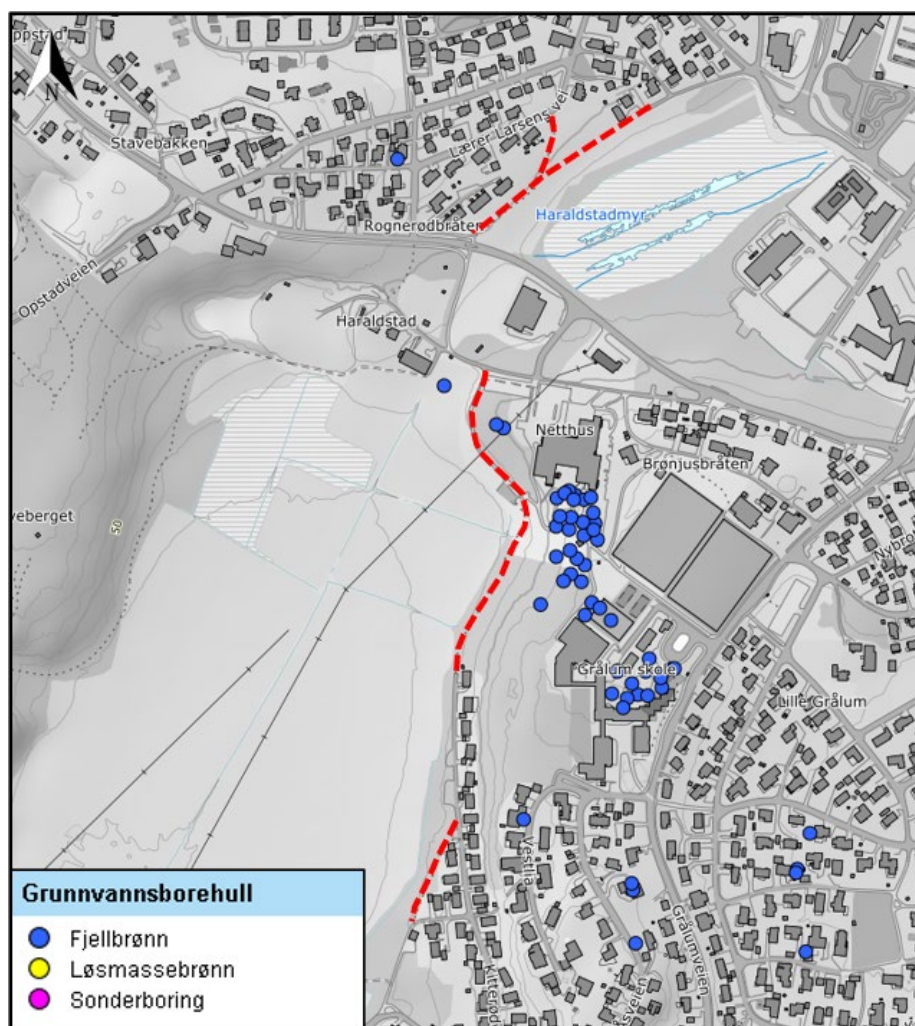 N
Stavebakken
Lærer Larsens vei
Haraldstadmyr
Rognerødbråten
Opstadveien
Haraldstad
Netthus
Brønjusbråten
50
Grålum skole
Lille Grålum
Vestlia
Grålumveien
Grunnvannsborehull
Fjellbrønn
Løsmassebrønn
Sonderboring